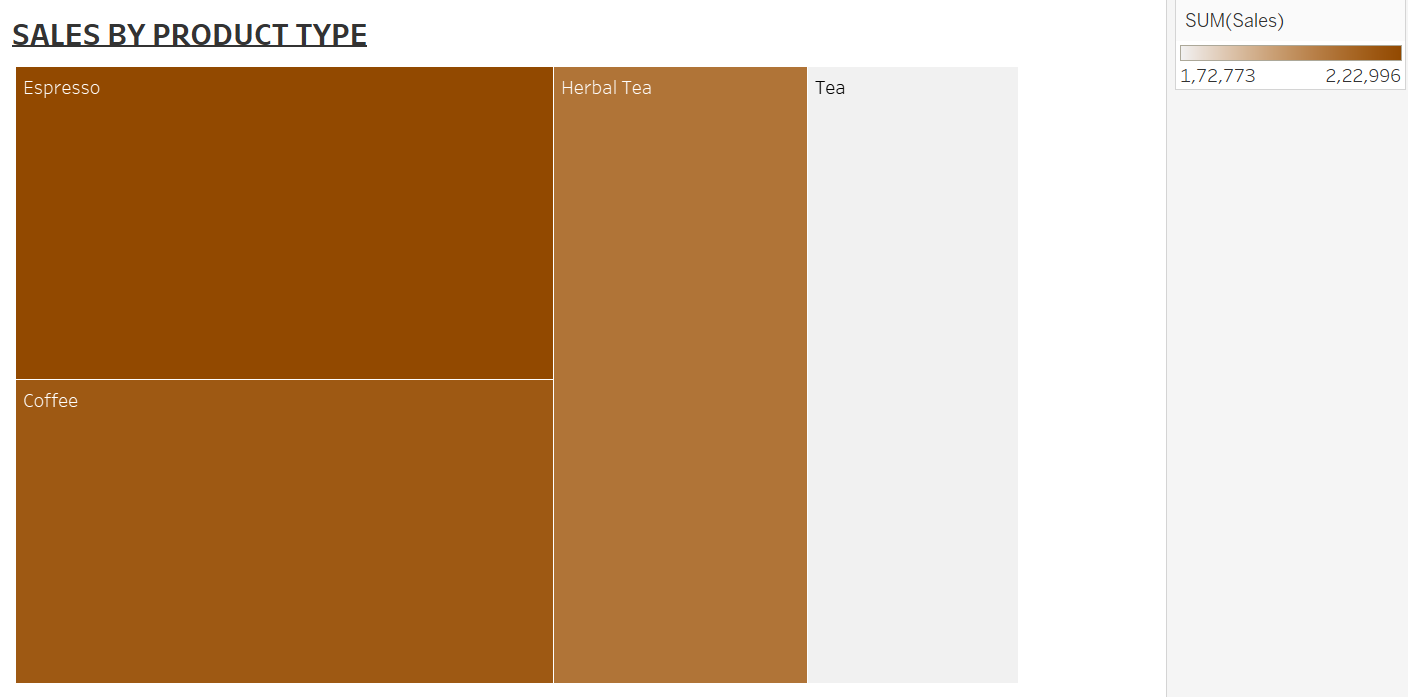 SALES BY PRODUCT TYPE
Espresso
Herbal Tea
Tea
Coffee
SUM(Sales)
1,72,773 2,22,996